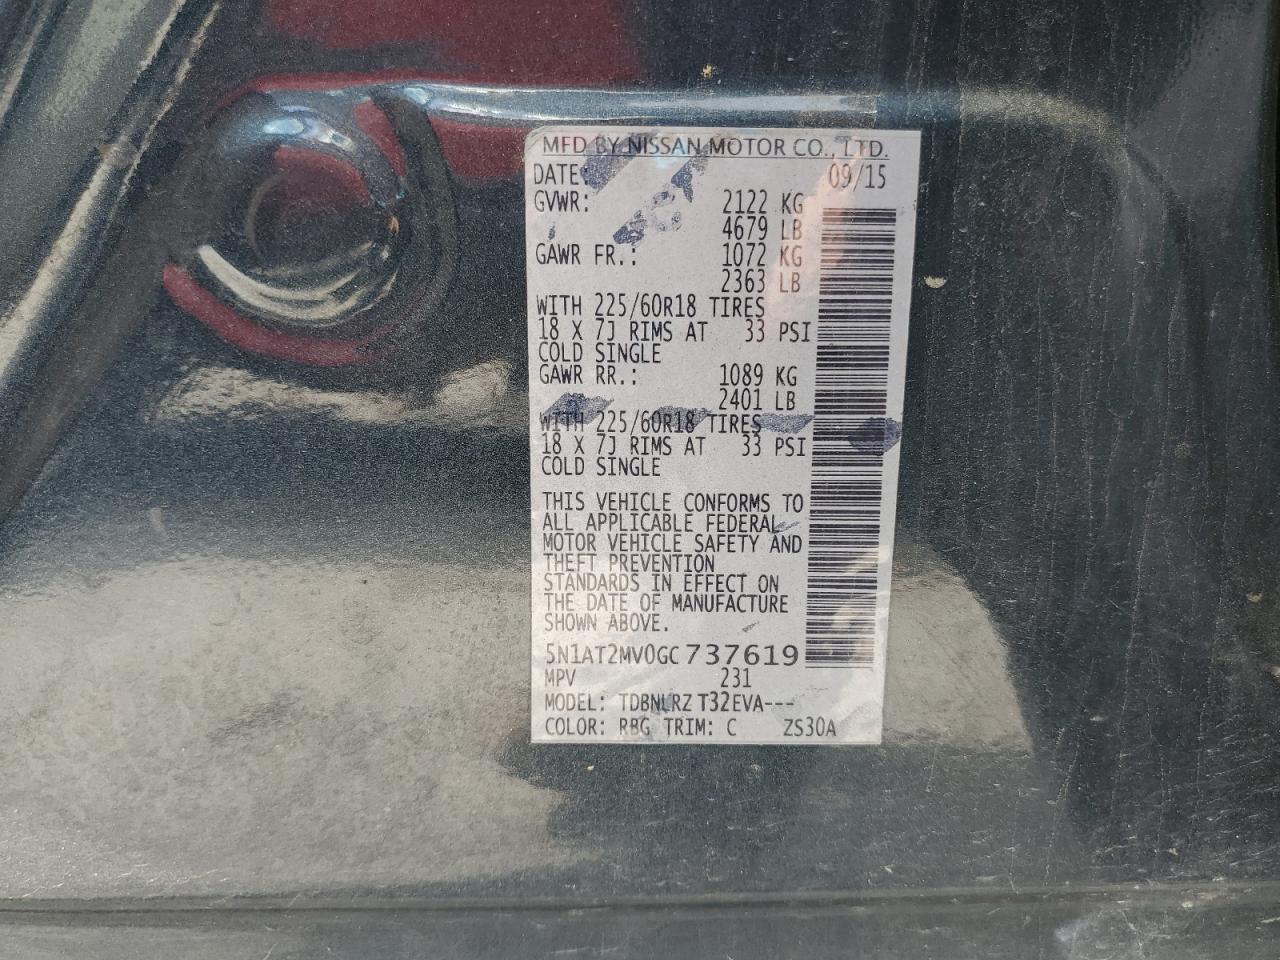 MFD BY NISSAN MOTOR CO., LTD.
DATE: 09/15
GVWR: 2122 KG
4679 LB
GAWR FR.: 1072 KG
2363 LB
WITH 225/60R18 TIRES
18 X 7J RIMS AT 33 PSI
COLD SINGLE
GAWR RR.: 1089 KG
2401 LB
WITH 225/60R18 TIRES
18 X 7J RIMS AT 33 PSI
COLD SINGLE
THIS VEHICLE CONFORMS TO
ALL APPLICABLE FEDERAL
MOTOR VEHICLE SAFETY AND
THEFT PREVENTION
STANDARDS IN EFFECT ON
THE DATE OF MANUFACTURE
SHOWN ABOVE.
5N1AT2MV0GC737619
MPV 231
MODEL: TDBNLRZ T32EVA---
COLOR: RBG TRIM: C ZS30A